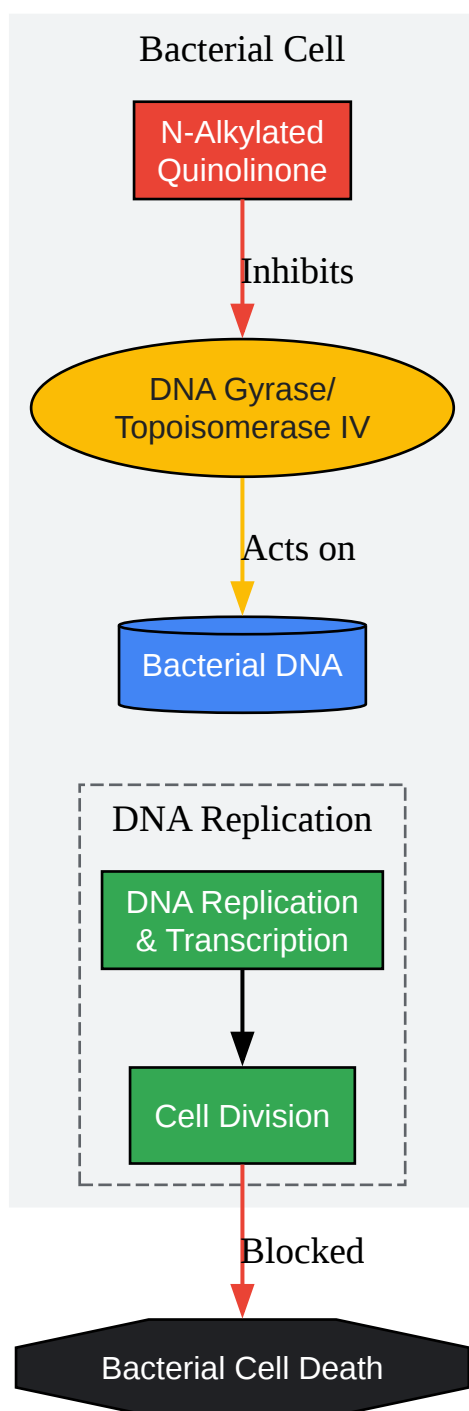 Bacterial Cell
N-Alkylated
Quinolinone
Inhibits
DNA Gyrase/
Topoisomerase IV
Acts on
Bacterial DNA
DNA Replication
DNA Replication
& Transcription
Cell Division
Blocked
Bacterial Cell Death